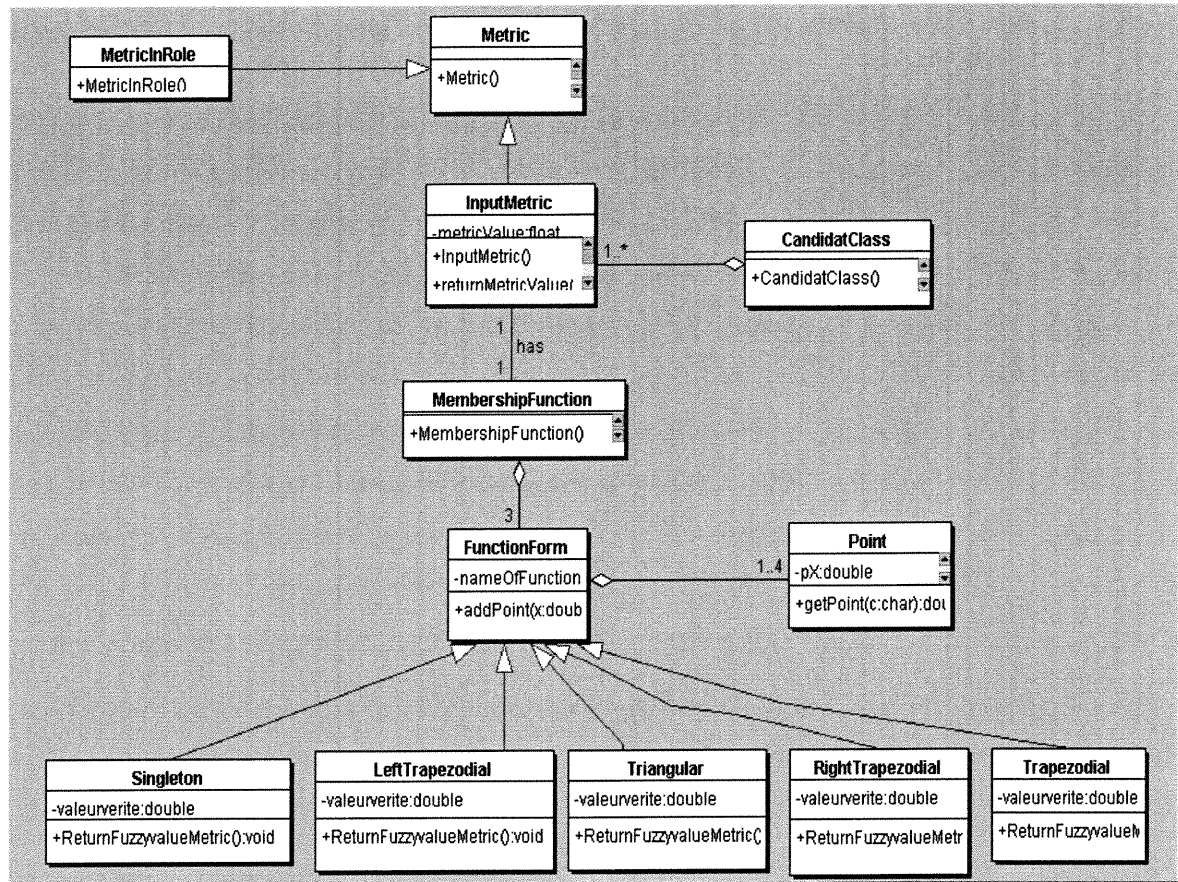 Metric
+Metric()
MetricInRole
+MetricInRole()
InputMetric
-metricValue:float
+InputMetric()
+returnMetricValue(
1..*
CandidatClass
+CandidatClass()
1
has
1
MembershipFunction
+MembershipFunction()
3
FunctionForm
-nameOfFunction
+addPoint(x:doub
1..4
Point
-pX:double
+getPoint(c:char):dou
Singleton
-valeurverite:double
+ReturnFuzzyvalueMetric():void
LeftTrapezodial
-valeurverite:double
+ReturnFuzzyvalueMetric():void
Triangular
-valeurverite:double
+ReturnFuzzyvalueMetric(
RightTrapezodial
-valeurverite:double
+ReturnFuzzyvalueMetr
Trapezodial
-valeurverite:double
+ReturnFuzzyvalueM